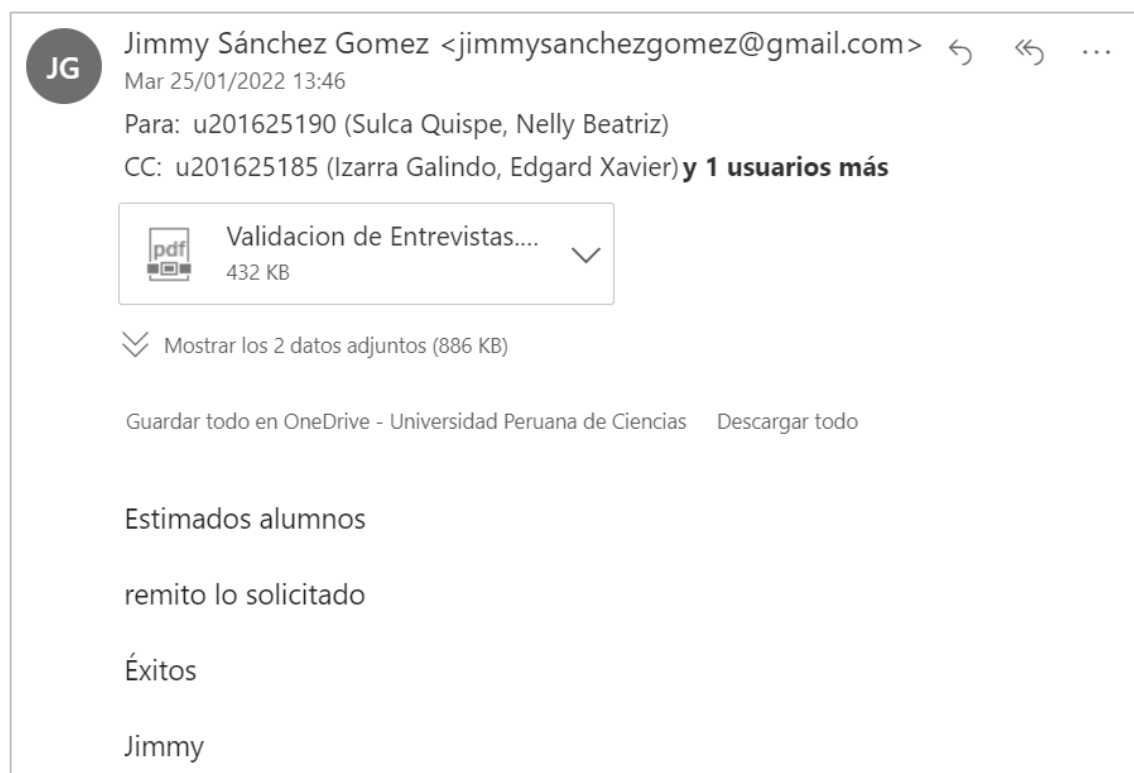 JG
Jimmy Sánchez Gomez <jimmysanchezgomez@gmail.com>
Mar 25/01/2022 13:46
Para: u201625190 (Sulca Quispe, Nelly Beatriz)
CC: u201625185 (Izarra Galindo, Edgard Xavier) y 1 usuarios más
pdf
Validacion de Entrevistas....
432 KB
Mostrar los 2 datos adjuntos (886 KB)
Guardar todo en OneDrive - Universidad Peruana de Ciencias Descargar todo
Estimados alumnos
remito lo solicitado
Éxitos
Jimmy